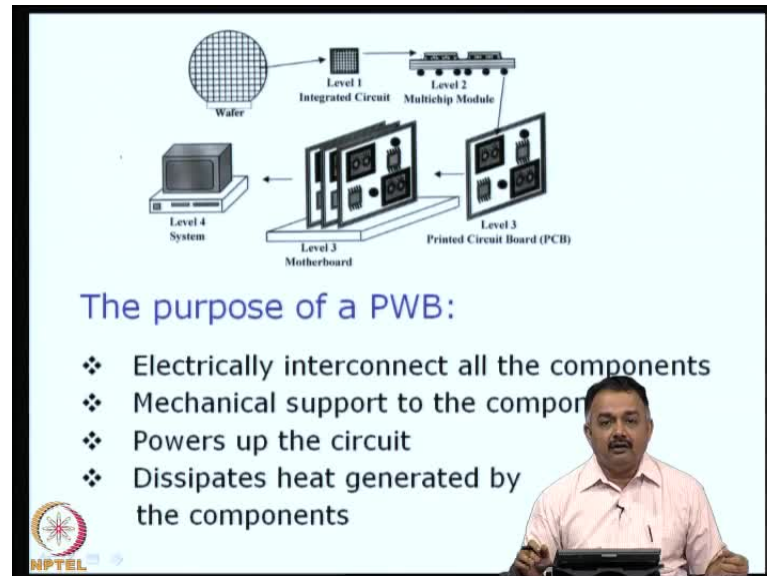 Wafer
Level 1
Integrated Circuit
Level 2
Multichip Module
Level 4
System
Level 3
Motherboard
Level 3
Printed Circuit Board (PCB)
The purpose of a PWB:
❖ Electrically interconnect all the components
❖ Mechanical support to the compon
❖ Powers up the circuit
❖ Dissipates heat generated by
the components
NPTEL